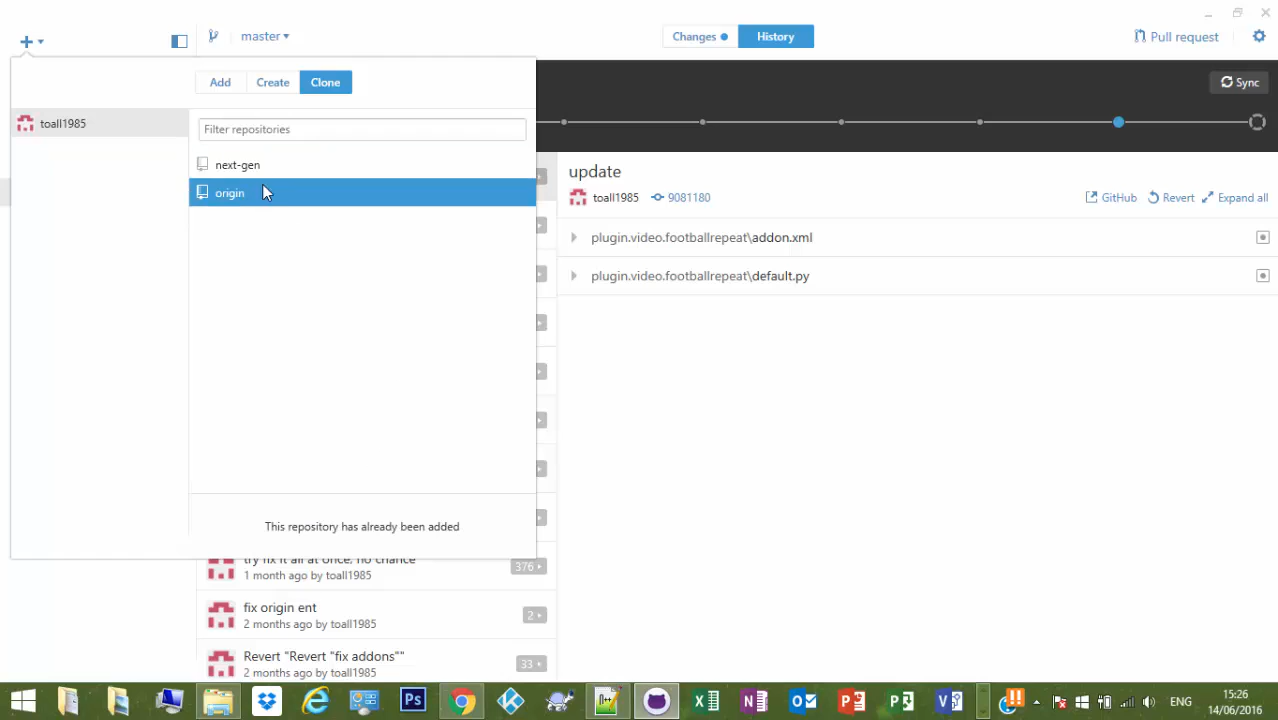 master
Changes
History
Pull request
Add
Create
Clone
Sync
toall1985
Filter repositories
next-gen
origin
update
toall1985
9081180
GitHub
Revert
Expand all
plugin.video.footballrepeat\addon.xml
plugin.video.footballrepeat\default.py
This repository has already been added
try fix it all at once, no chance
1 month ago by toall1985
376
fix origin ent
2 months ago by toall1985
2
Revert "Revert "fix addons""
2 months ago by toall1985
33
ENG
15:26
14/06/2016